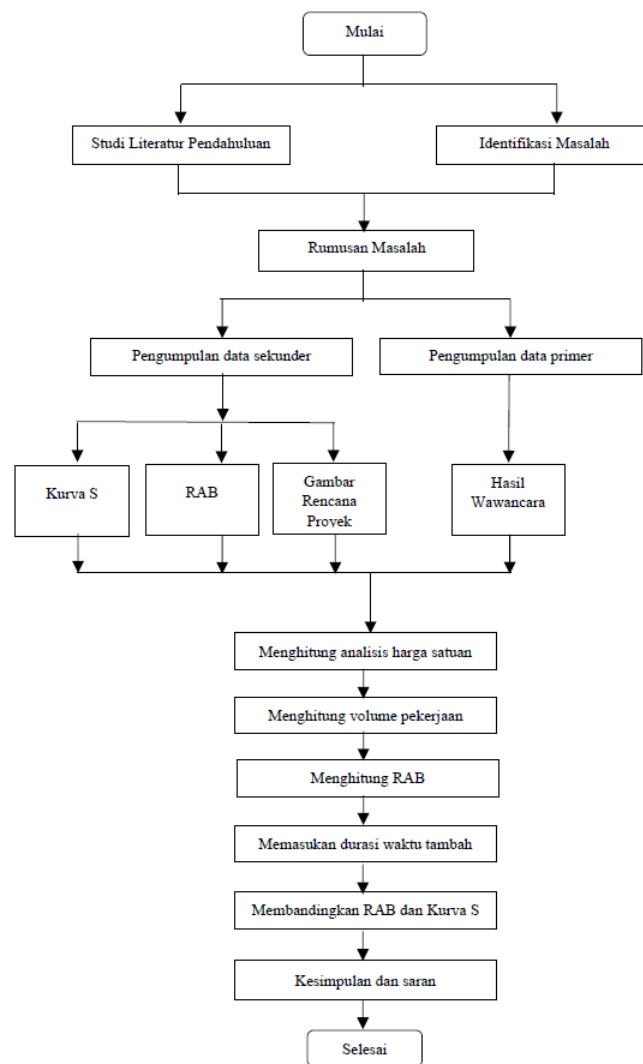 Mulai
Studi Literatur Pendahuluan
Identifikasi Masalah
Rumusan Masalah
Pengumpulan data sekunder
Pengumpulan data primer
Kurva S
RAB
Gambar
Rencana
Proyek
Hasil
Wawancara
Menghitung analisis harga satuan
Menghitung volume pekerjaan
Menghitung RAB
Memasukan durasi waktu tambah
Membandingkan RAB dan Kurva S
Kesimpulan dan saran
Selesai